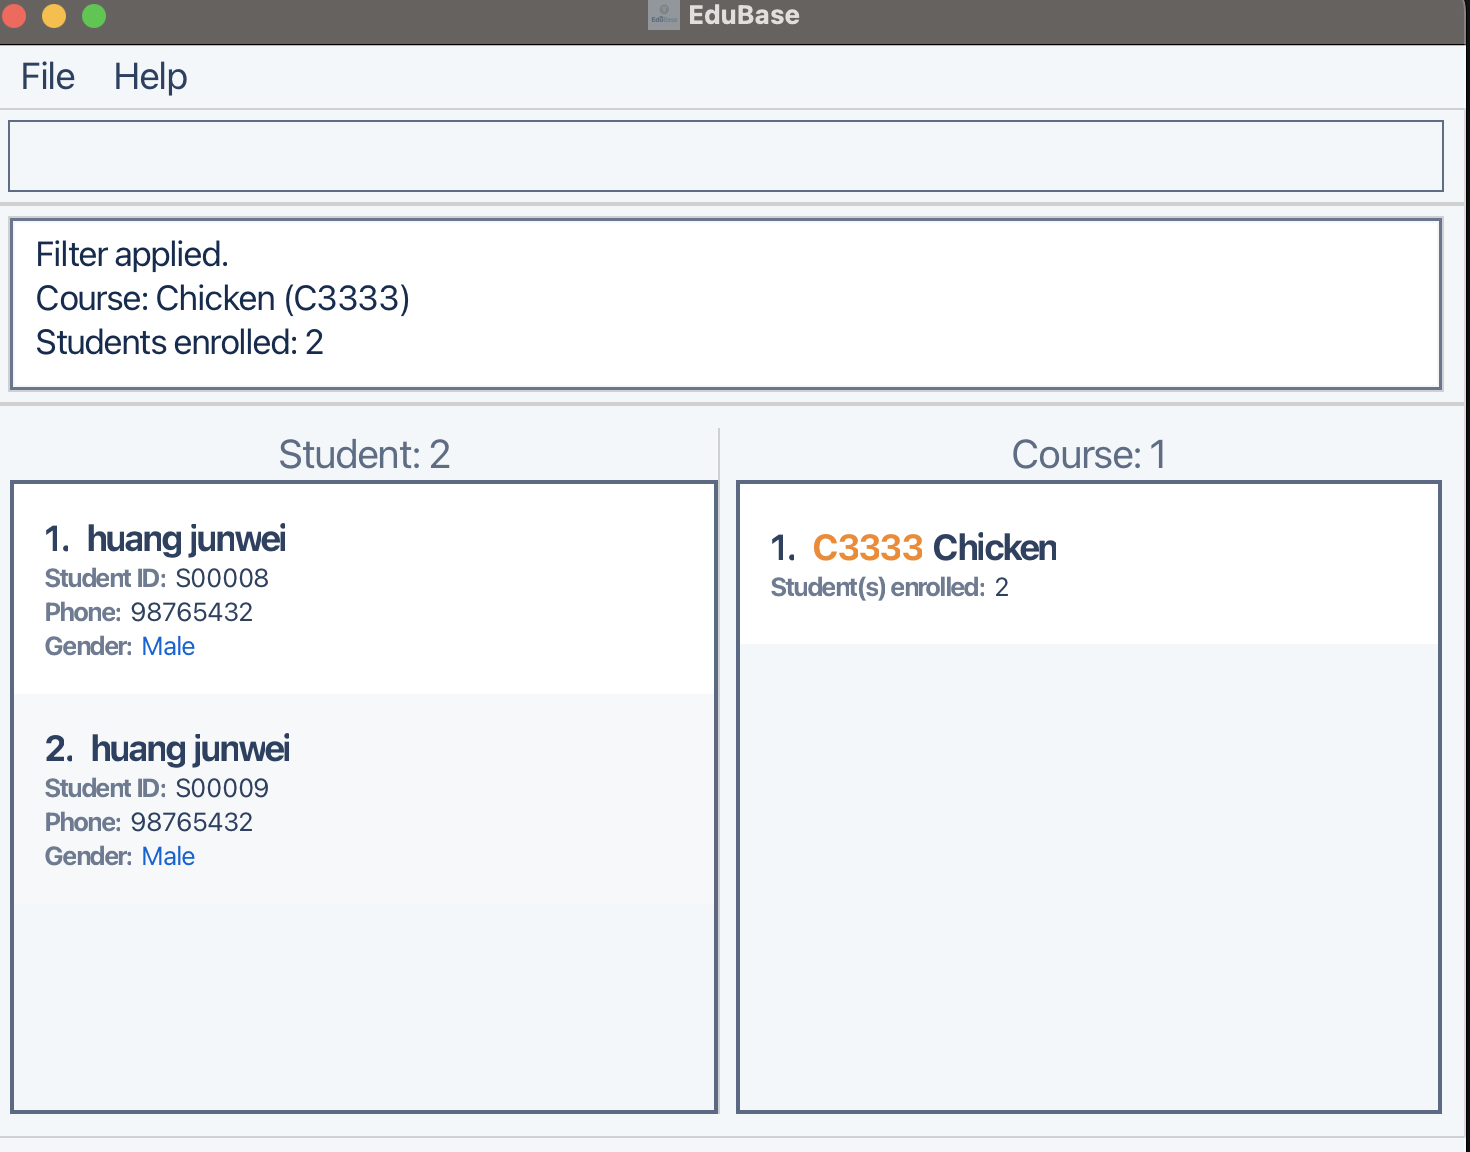 EduBase
File Help
Filter applied.
Course: Chicken (C3333)
Students enrolled: 2
Student: 2
1. huang junwei
Student ID: S00008
Phone: 98765432
Gender: Male
2. huang junwei
Student ID: S00009
Phone: 98765432
Gender: Male
Course: 1
1. C3333 Chicken
Student(s) enrolled: 2